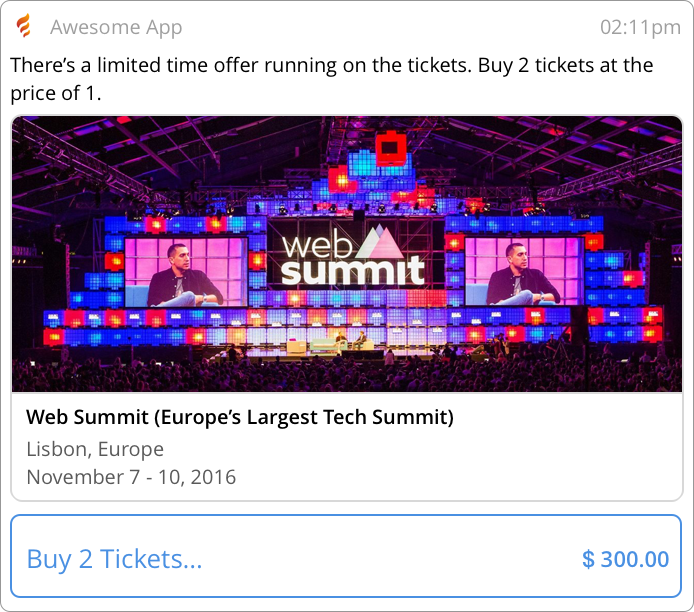 Awesome App 02:11pm
There’s a limited time offer running on the tickets. Buy 2 tickets at the
price of 1.
web
summit
Web Summit (Europe’s Largest Tech Summit)
Lisbon, Europe
November 7 - 10, 2016
Buy 2 Tickets... $ 300.00